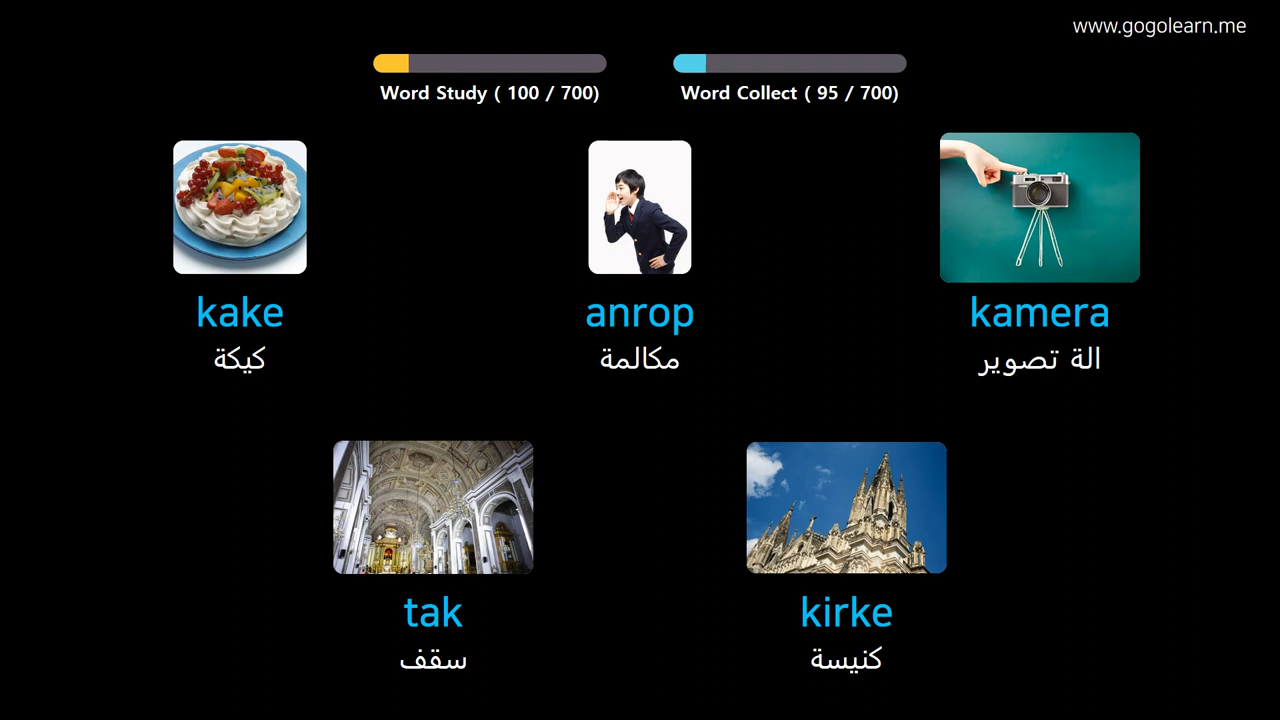 www.gogolearn.me
Word Study ( 100 / 700)
Word Collect ( 95 / 700)
kake
كيكة
anrop
مكالمة
kamera
الة تصوير
tak
سقف
kirke
كنيسة